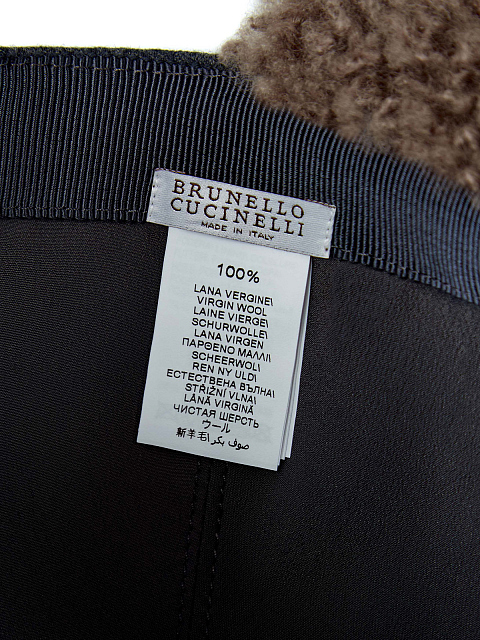 BRUNELLO
CUCINELLI
MADE IN ITALY
100%
LANA VERGINE\
VIRGIN WOOL
LAINE VIERGE\
SCHURWOLLE\
LANA VIRGEN
ΠΑΡΘΕΝΟ ΜΑΛΛΙ\
SCHEERWOL\
REN NY ULD\
ЕСТЕСТВЕНА ВЪЛНА\
STŘIŽNÍ VLNA\
LÂNĂ VIRGINĂ
ЧИСТАЯ ШЕРСТЬ
ウール
新羊毛\ صوف بكر\